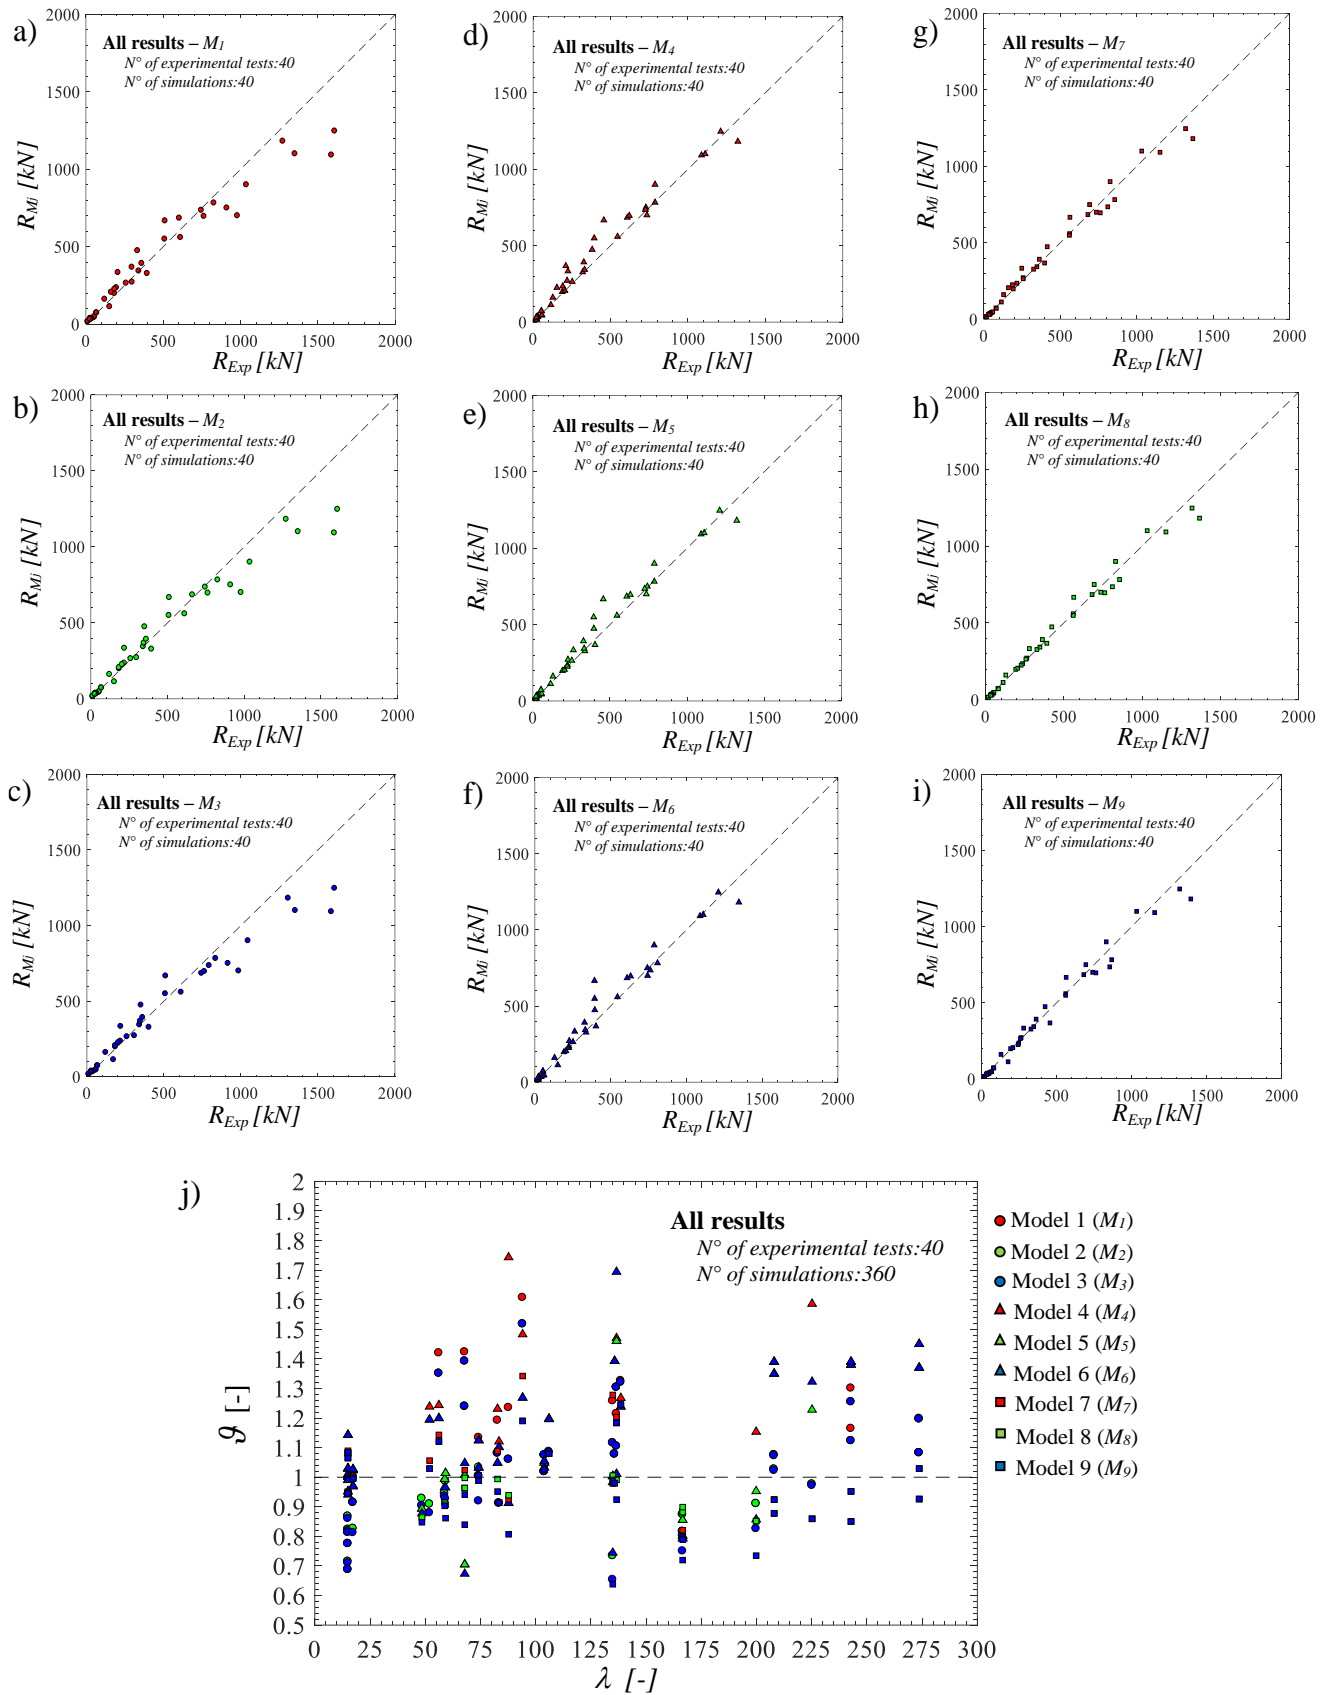 a)
All results – M1
N° of experimental tests:40
N° of simulations:40
2000
1500
1000
500
0
0 500 1000 1500 2000
RMj [kN]
RExp [kN]
d)
All results – M4
N° of experimental tests:40
N° of simulations:40
2000
1500
1000
500
0
0 500 1000 1500 2000
RMj [kN]
RExp [kN]
g)
All results – M7
N° of experimental tests:40
N° of simulations:40
2000
1500
1000
500
0
0 500 1000 1500 2000
RMj [kN]
RExp [kN]
b)
All results – M2
N° of experimental tests:40
N° of simulations:40
2000
1500
1000
500
0
0 500 1000 1500 2000
RMj [kN]
RExp [kN]
e)
All results – M5
N° of experimental tests:40
N° of simulations:40
2000
1500
1000
500
0
0 500 1000 1500 2000
RMj [kN]
RExp [kN]
h)
All results – M8
N° of experimental tests:40
N° of simulations:40
2000
1500
1000
500
0
0 500 1000 1500 2000
RMj [kN]
RExp [kN]
c)
All results – M3
N° of experimental tests:40
N° of simulations:40
2000
1500
1000
500
0
0 500 1000 1500 2000
RMj [kN]
RExp [kN]
f)
All results – M6
N° of experimental tests:40
N° of simulations:40
2000
1500
1000
500
0
0 500 1000 1500 2000
RMj [kN]
RExp [kN]
i)
All results – M9
N° of experimental tests:40
N° of simulations:40
2000
1500
1000
500
0
0 500 1000 1500 2000
RMj [kN]
RExp [kN]
j)
All results
N° of experimental tests:40
N° of simulations:360
2
1.9
1.8
1.7
1.6
1.5
1.4
1.3
1.2
1.1
1
0.9
0.8
0.7
0.6
0.5
0 25 50 75 100 125 150 175 200 225 250 275 300
ϑ [-]
λ [-]
Model 1 (M1)
Model 2 (M2)
Model 3 (M3)
Model 4 (M4)
Model 5 (M5)
Model 6 (M6)
Model 7 (M7)
Model 8 (M8)
Model 9 (M9)